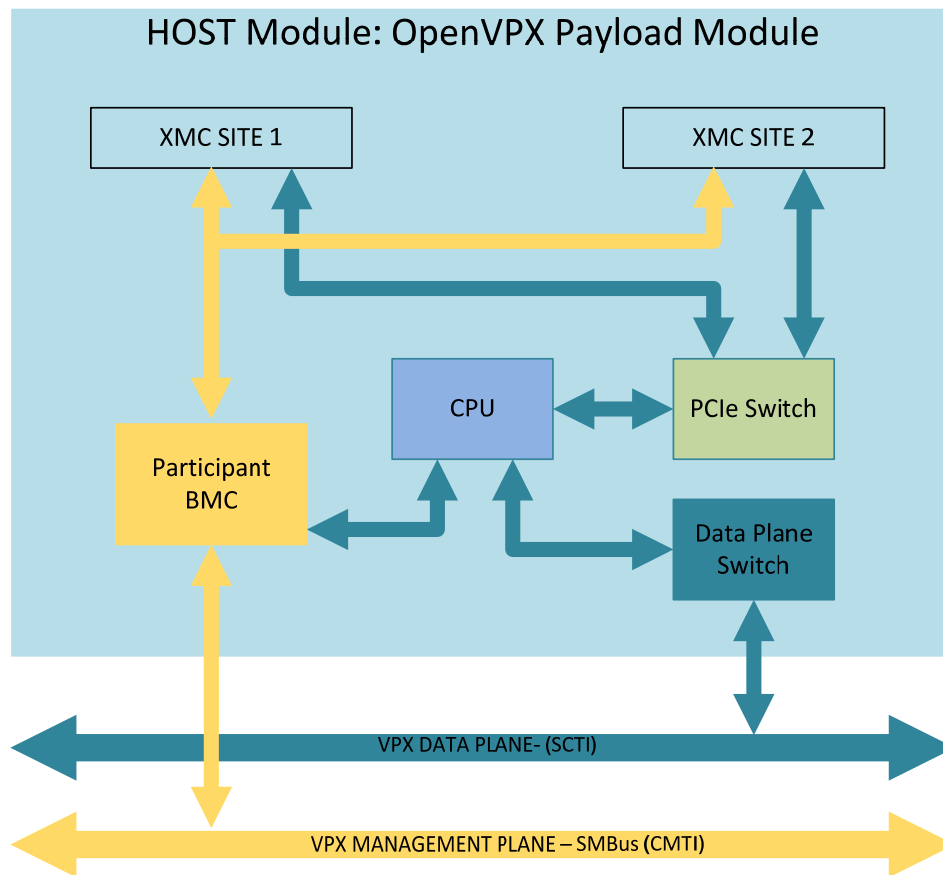 HOST Module: OpenVPX Payload Module
XMC SITE 1
XMC SITE 2
CPU
PCIe Switch
Participant
BMC
Data Plane
Switch
VPX DATA PLANE- (SCTI)
VPX MANAGEMENT PLANE – SMBus (CMTI)